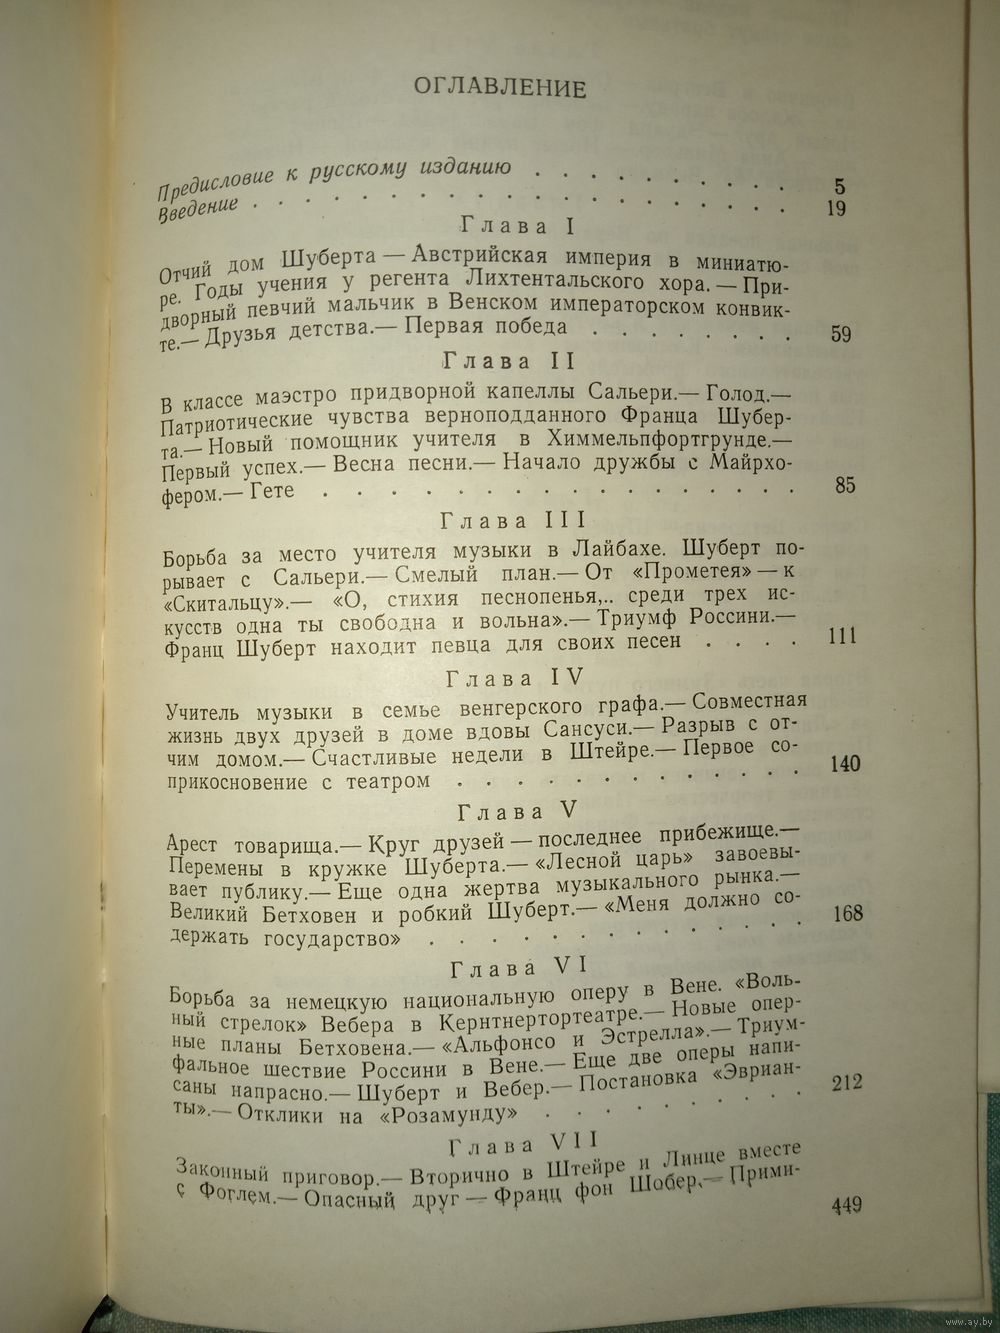 ОГЛАВЛЕНИЕ
Предисловие к русскому изданию . . . . . . . . . . 5
Введение . . . . . . . . . . . . . . . . . . . . 19
Глава I
Отчий дом Шуберта — Австрийская империя в миниатю-
ре. Годы учения у регента Лихтентальского хора. — При-
дворный певчий мальчик в Венском императорском конвик-
те.— Друзья детства.— Первая победа . . . . . . . . 59
Глава II
В классе маэстро придворной капеллы Сальери.— Голод.—
Патриотические чувства верноподданного Франца Шубер-
та.— Новый помощник учителя в Химмельпфортгрунде.—
Первый успех.— Весна песни.— Начало дружбы с Майрхо-
фером.— Гете . . . . . . . . . . . . . . . . . . 85
Глава III
Борьба за место учителя музыки в Лайбахе. Шуберт по-
рывает с Сальери.— Смелый план.— От «Прометея» — к
«Скитальцу».— «О, стихия песнопенья,.. среди трех ис-
кусств одна ты свободна и вольна».— Триумф Россини.—
Франц Шуберт находит певца для своих песен . . . . 111
Глава IV
Учитель музыки в семье венгерского графа.— Совместная
жизнь двух друзей в доме вдовы Сансуси.— Разрыв с от-
чим домом.— Счастливые недели в Штейре.— Первое со-
прикосновение с театром . . . . . . . . . . . . . 140
Глава V
Арест товарища.— Круг друзей — последнее прибежище.—
Перемены в кружке Шуберта.— «Лесной царь» завоевы-
вает публику.— Еще одна жертва музыкального рынка.—
Великий Бетховен и робкий Шуберт.— «Меня должно со-
держать государство» . . . . . . . . . . . . . . 168
Глава VI
Борьба за немецкую национальную оперу в Вене. «Воль-
ный стрелок» Вебера в Кернтнертортеатре.— Новые опер-
ные планы Бетховена.— «Альфонсо и Эстрелла».— Триум-
фальное шествие Россини в Вене.— Еще две оперы напи-
саны напрасно.— Шуберт и Вебер.— Постановка «Эвриан-
ты».— Отклики на «Розамунду» . . . . . . . . . . 212
Глава VII
Законный приговор.— Вторично в Штейре и Линце вместе
с Фоглем.— Опасный друг — Франц фон Шобер.— Прими-
449
www.ay.by